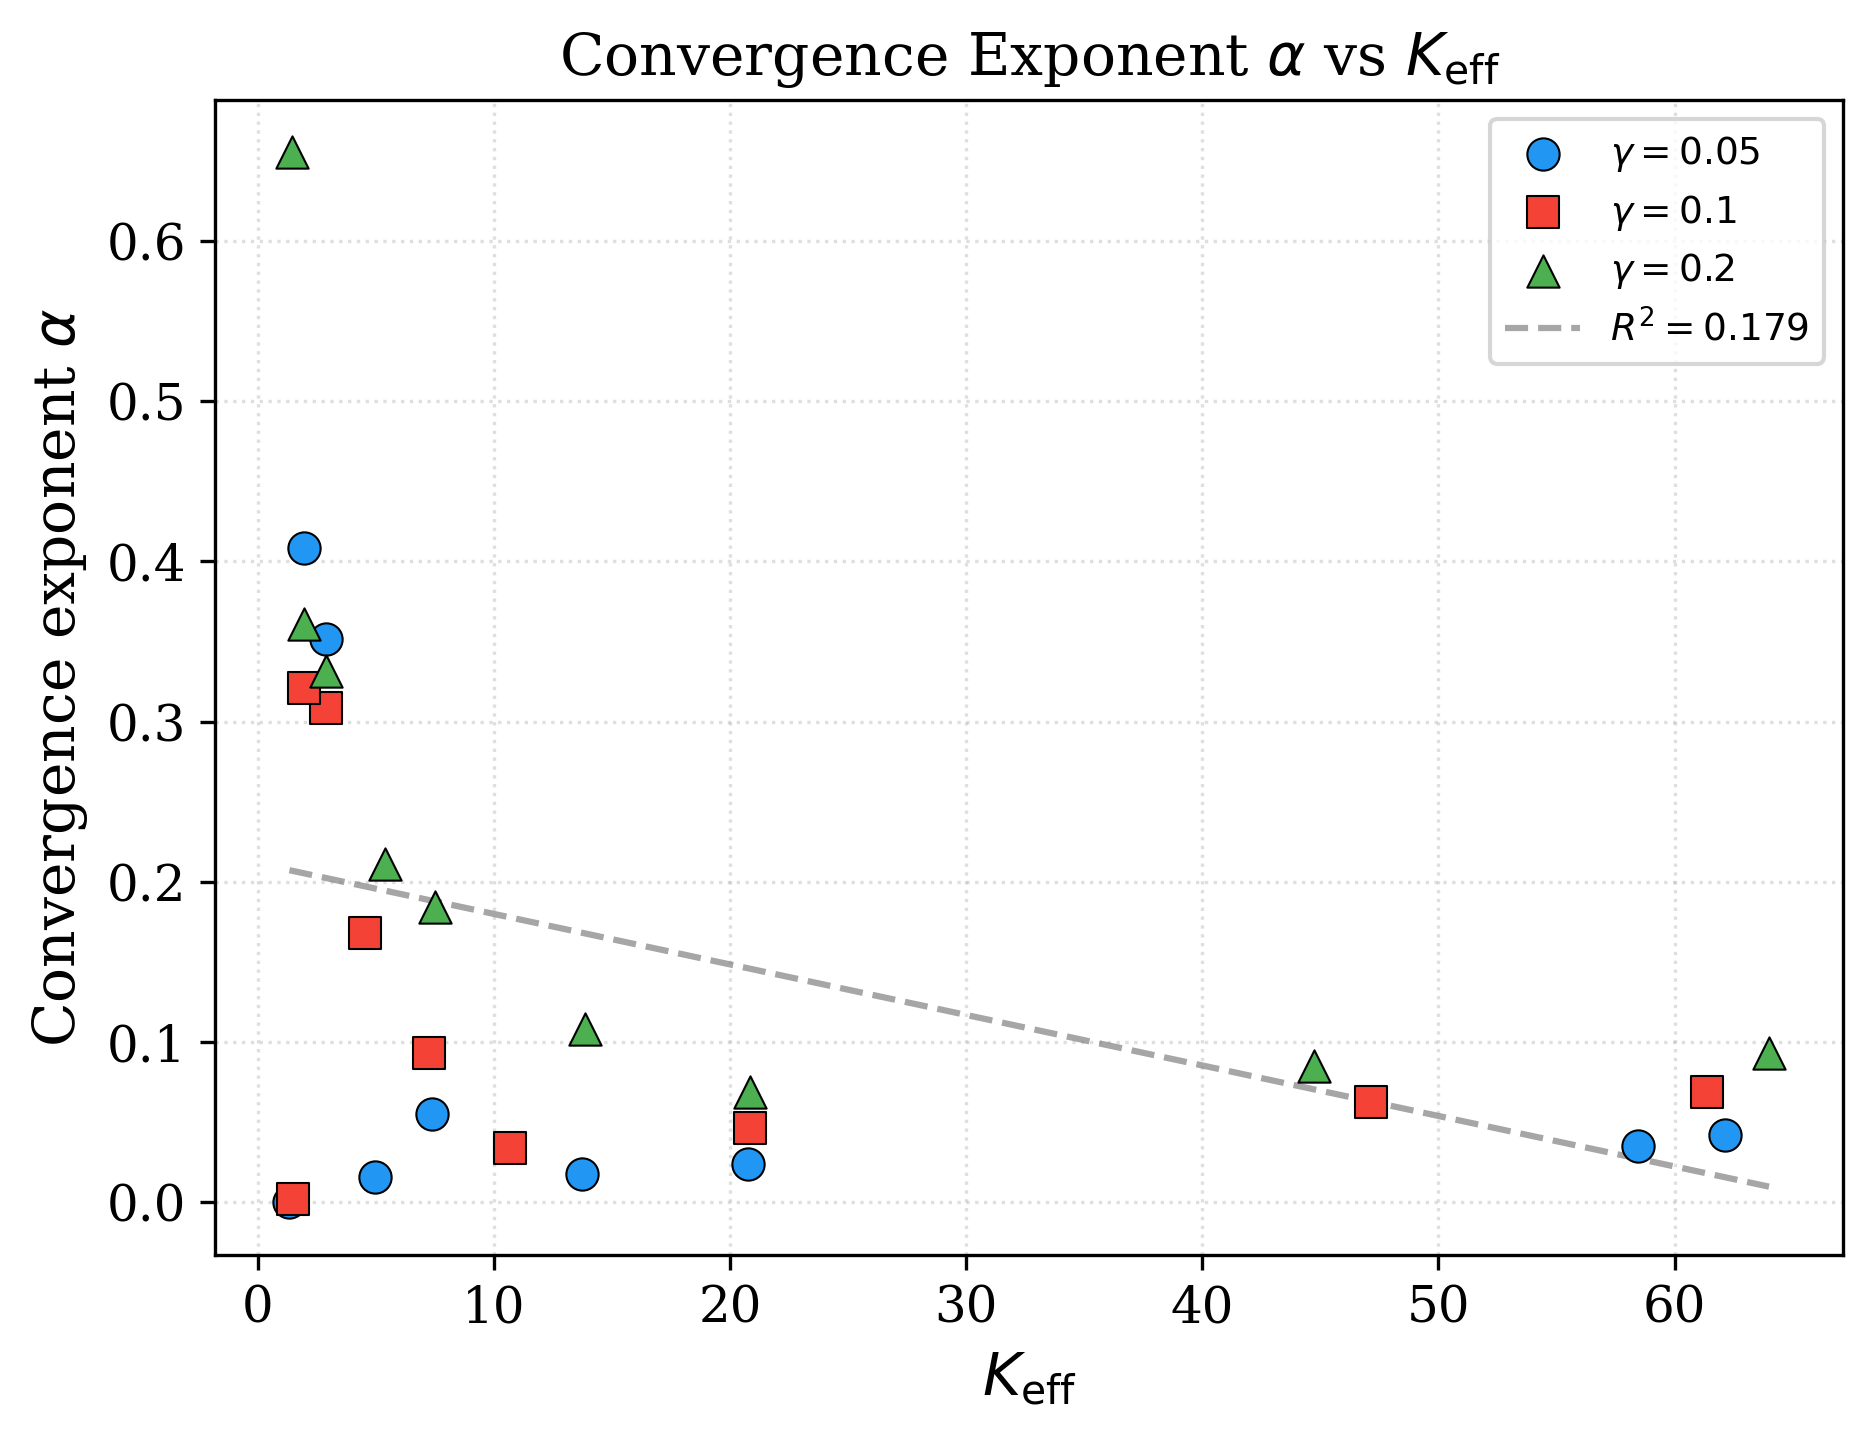 Convergence Exponent α vs K_eff
γ = 0.05
γ = 0.1
γ = 0.2
R² = 0.179
Convergence exponent α
0.6
0.5
0.4
0.3
0.2
0.1
0.0
0 10 20 30 40 50 60
K_eff